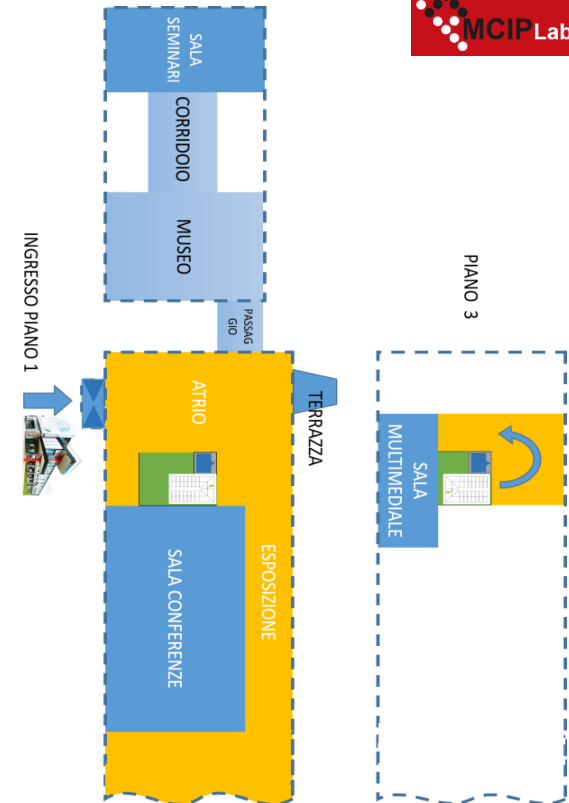 MCIPLab
SALA
SEMINARI
CORRIDOIO
MUSEO
PASSAG
GIO
INGRESSO PIANO 1
ATRIO
TERRAZZA
ESPOSIZIONE
SALA CONFERENZE
PIANO 3
SALA
MULTIMEDIALE